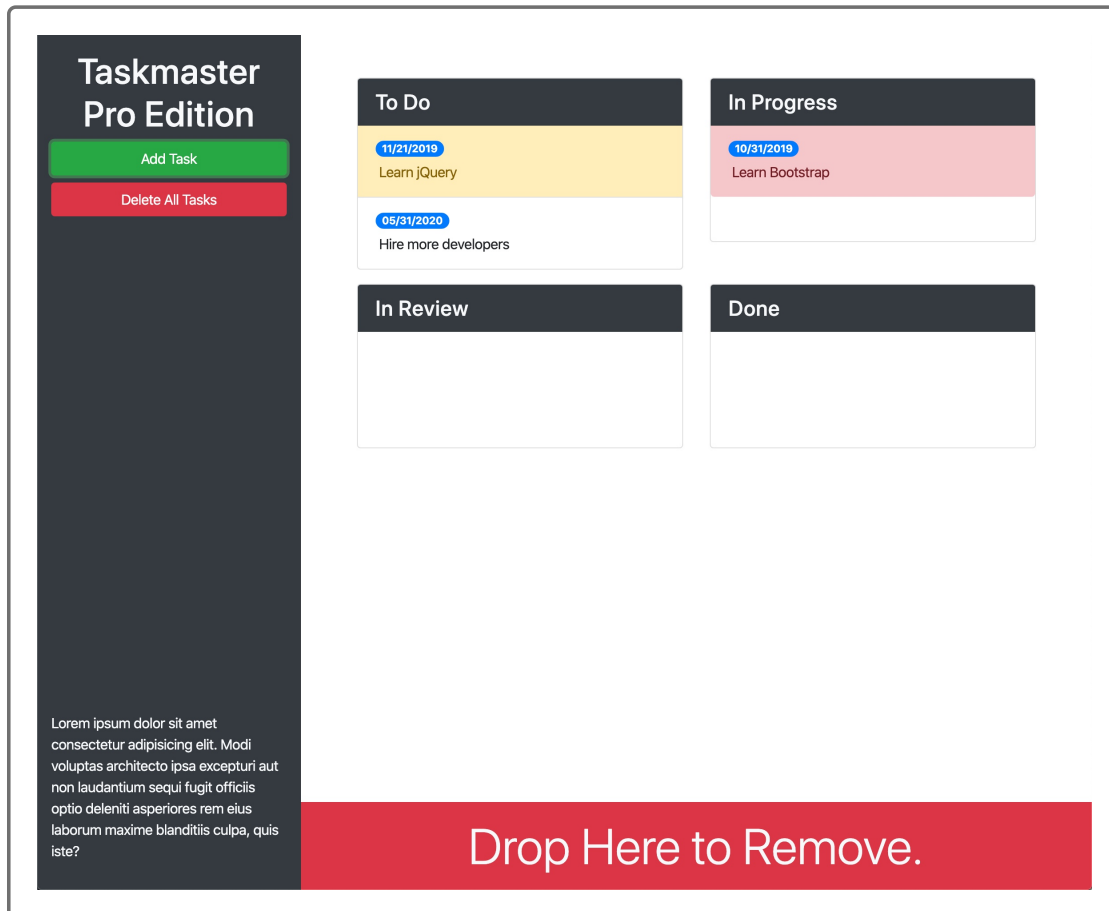 Taskmaster
Pro Edition
Add Task
Delete All Tasks
Lorem ipsum dolor sit amet
consectetur adipisicing elit. Modi
voluptas architecto ipsa excepturi aut
non laudantium sequi fugit officiis
optio deleniti asperiores rem eius
laborum maxime blanditiis culpa, quis
iste?
To Do
11/21/2019
Learn jQuery
05/31/2020
Hire more developers
In Progress
10/31/2019
Learn Bootstrap
In Review
Done
Drop Here to Remove.